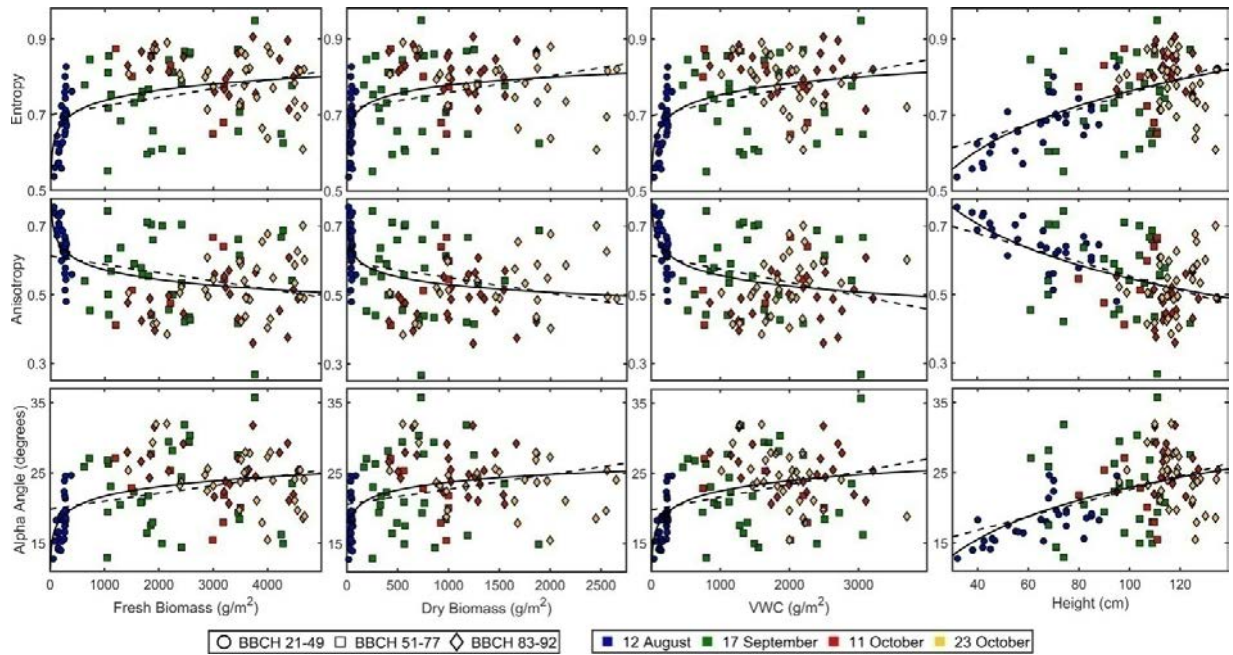 Entropy
0.9
0.7
0.5
0.9
0.7
0.5
0.9
0.7
0.5
0.9
0.7
0.5
Anisotropy
0.7
0.5
0.3
0.7
0.5
0.3
0.7
0.5
0.3
0.7
0.5
0.3
Alpha Angle (degrees)
35
25
15
35
25
15
35
25
15
35
25
15
0 1000 2000 3000 4000
0 500 1000 1500 2000 2500
0 1000 2000 3000
40 60 80 100 120
Fresh Biomass (g/m²)
Dry Biomass (g/m²)
VWC (g/m²)
Height (cm)
BBCH 21-49 BBCH 51-77 BBCH 83-92
12 August 17 September 11 October 23 October